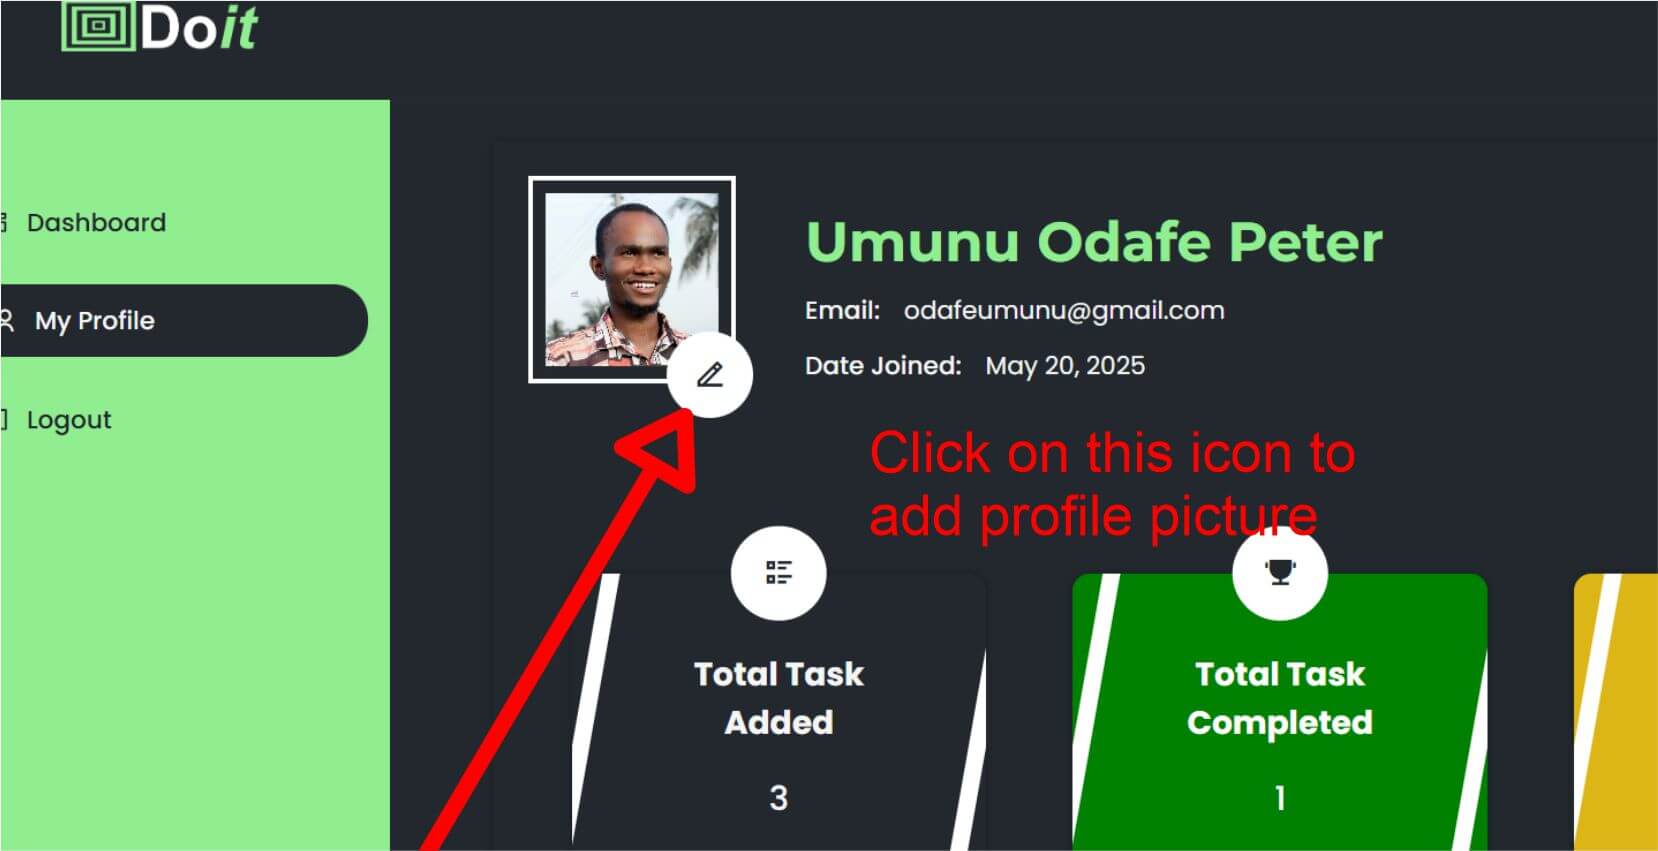 Doit
Dashboard
My Profile
Logout
Umunu Odafe Peter
Email: odafeumunu@gmail.com
Date Joined: May 20, 2025
Click on this icon to
add profile picture
Total Task
Added
3
Total Task
Completed
1